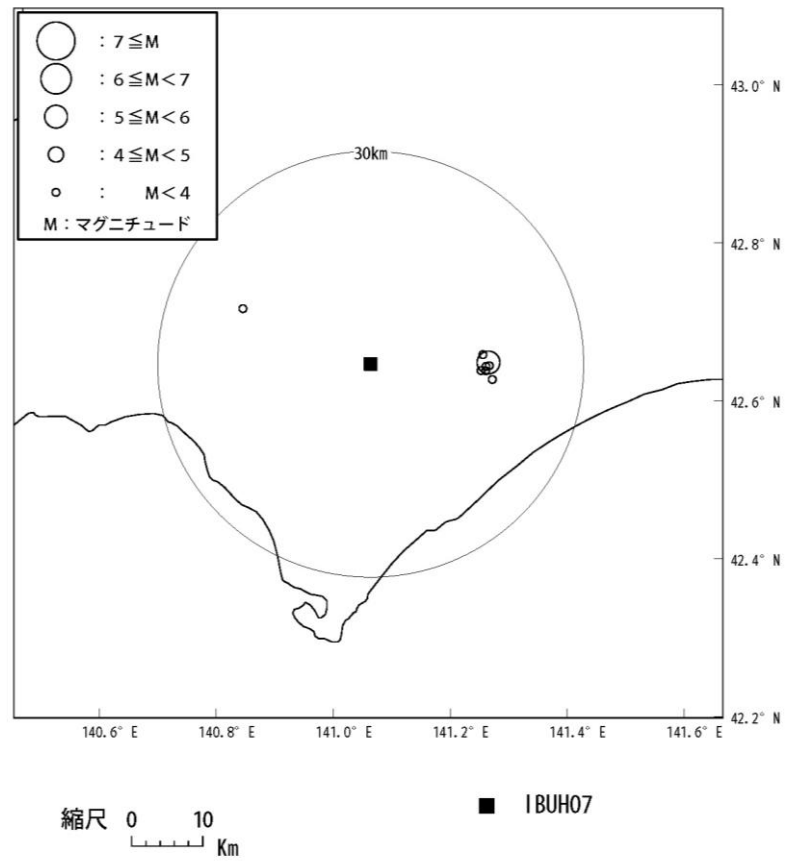 : 7≦M
: 6≦M<7
: 5≦M<6
: 4≦M<5
: M<4
M:マグニチュード
30km
43.0° N
42.8° N
42.6° N
42.4° N
42.2° N
140.6° E 140.8° E 141.0° E 141.2° E 141.4° E 141.6° E
縮尺 0 10 Km
■ IBUH07